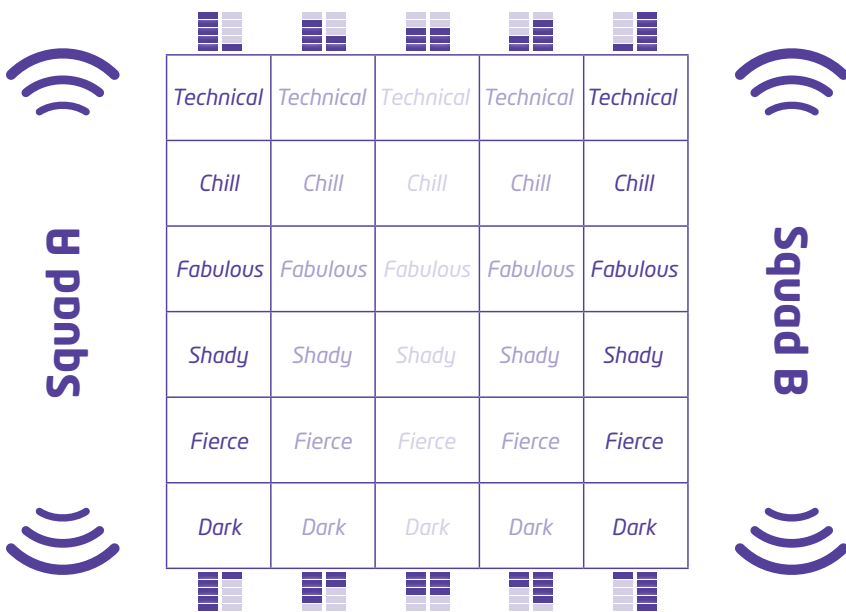 Technical Technical Technical Technical Technical
Chill Chill Chill Chill Chill
Fabulous Fabulous Fabulous Fabulous Fabulous
Shady Shady Shady Shady Shady
Fierce Fierce Fierce Fierce Fierce
Dark Dark Dark Dark Dark
Squad A
Squad B